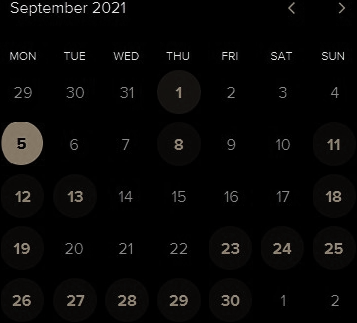 September 2021
MON TUE WED THU FRI SAT SUN
29 30 31 1 2 3 4
5 6 7 8 9 10 11
12 13 14 15 16 17 18
19 20 21 22 23 24 25
26 27 28 29 30 1 2